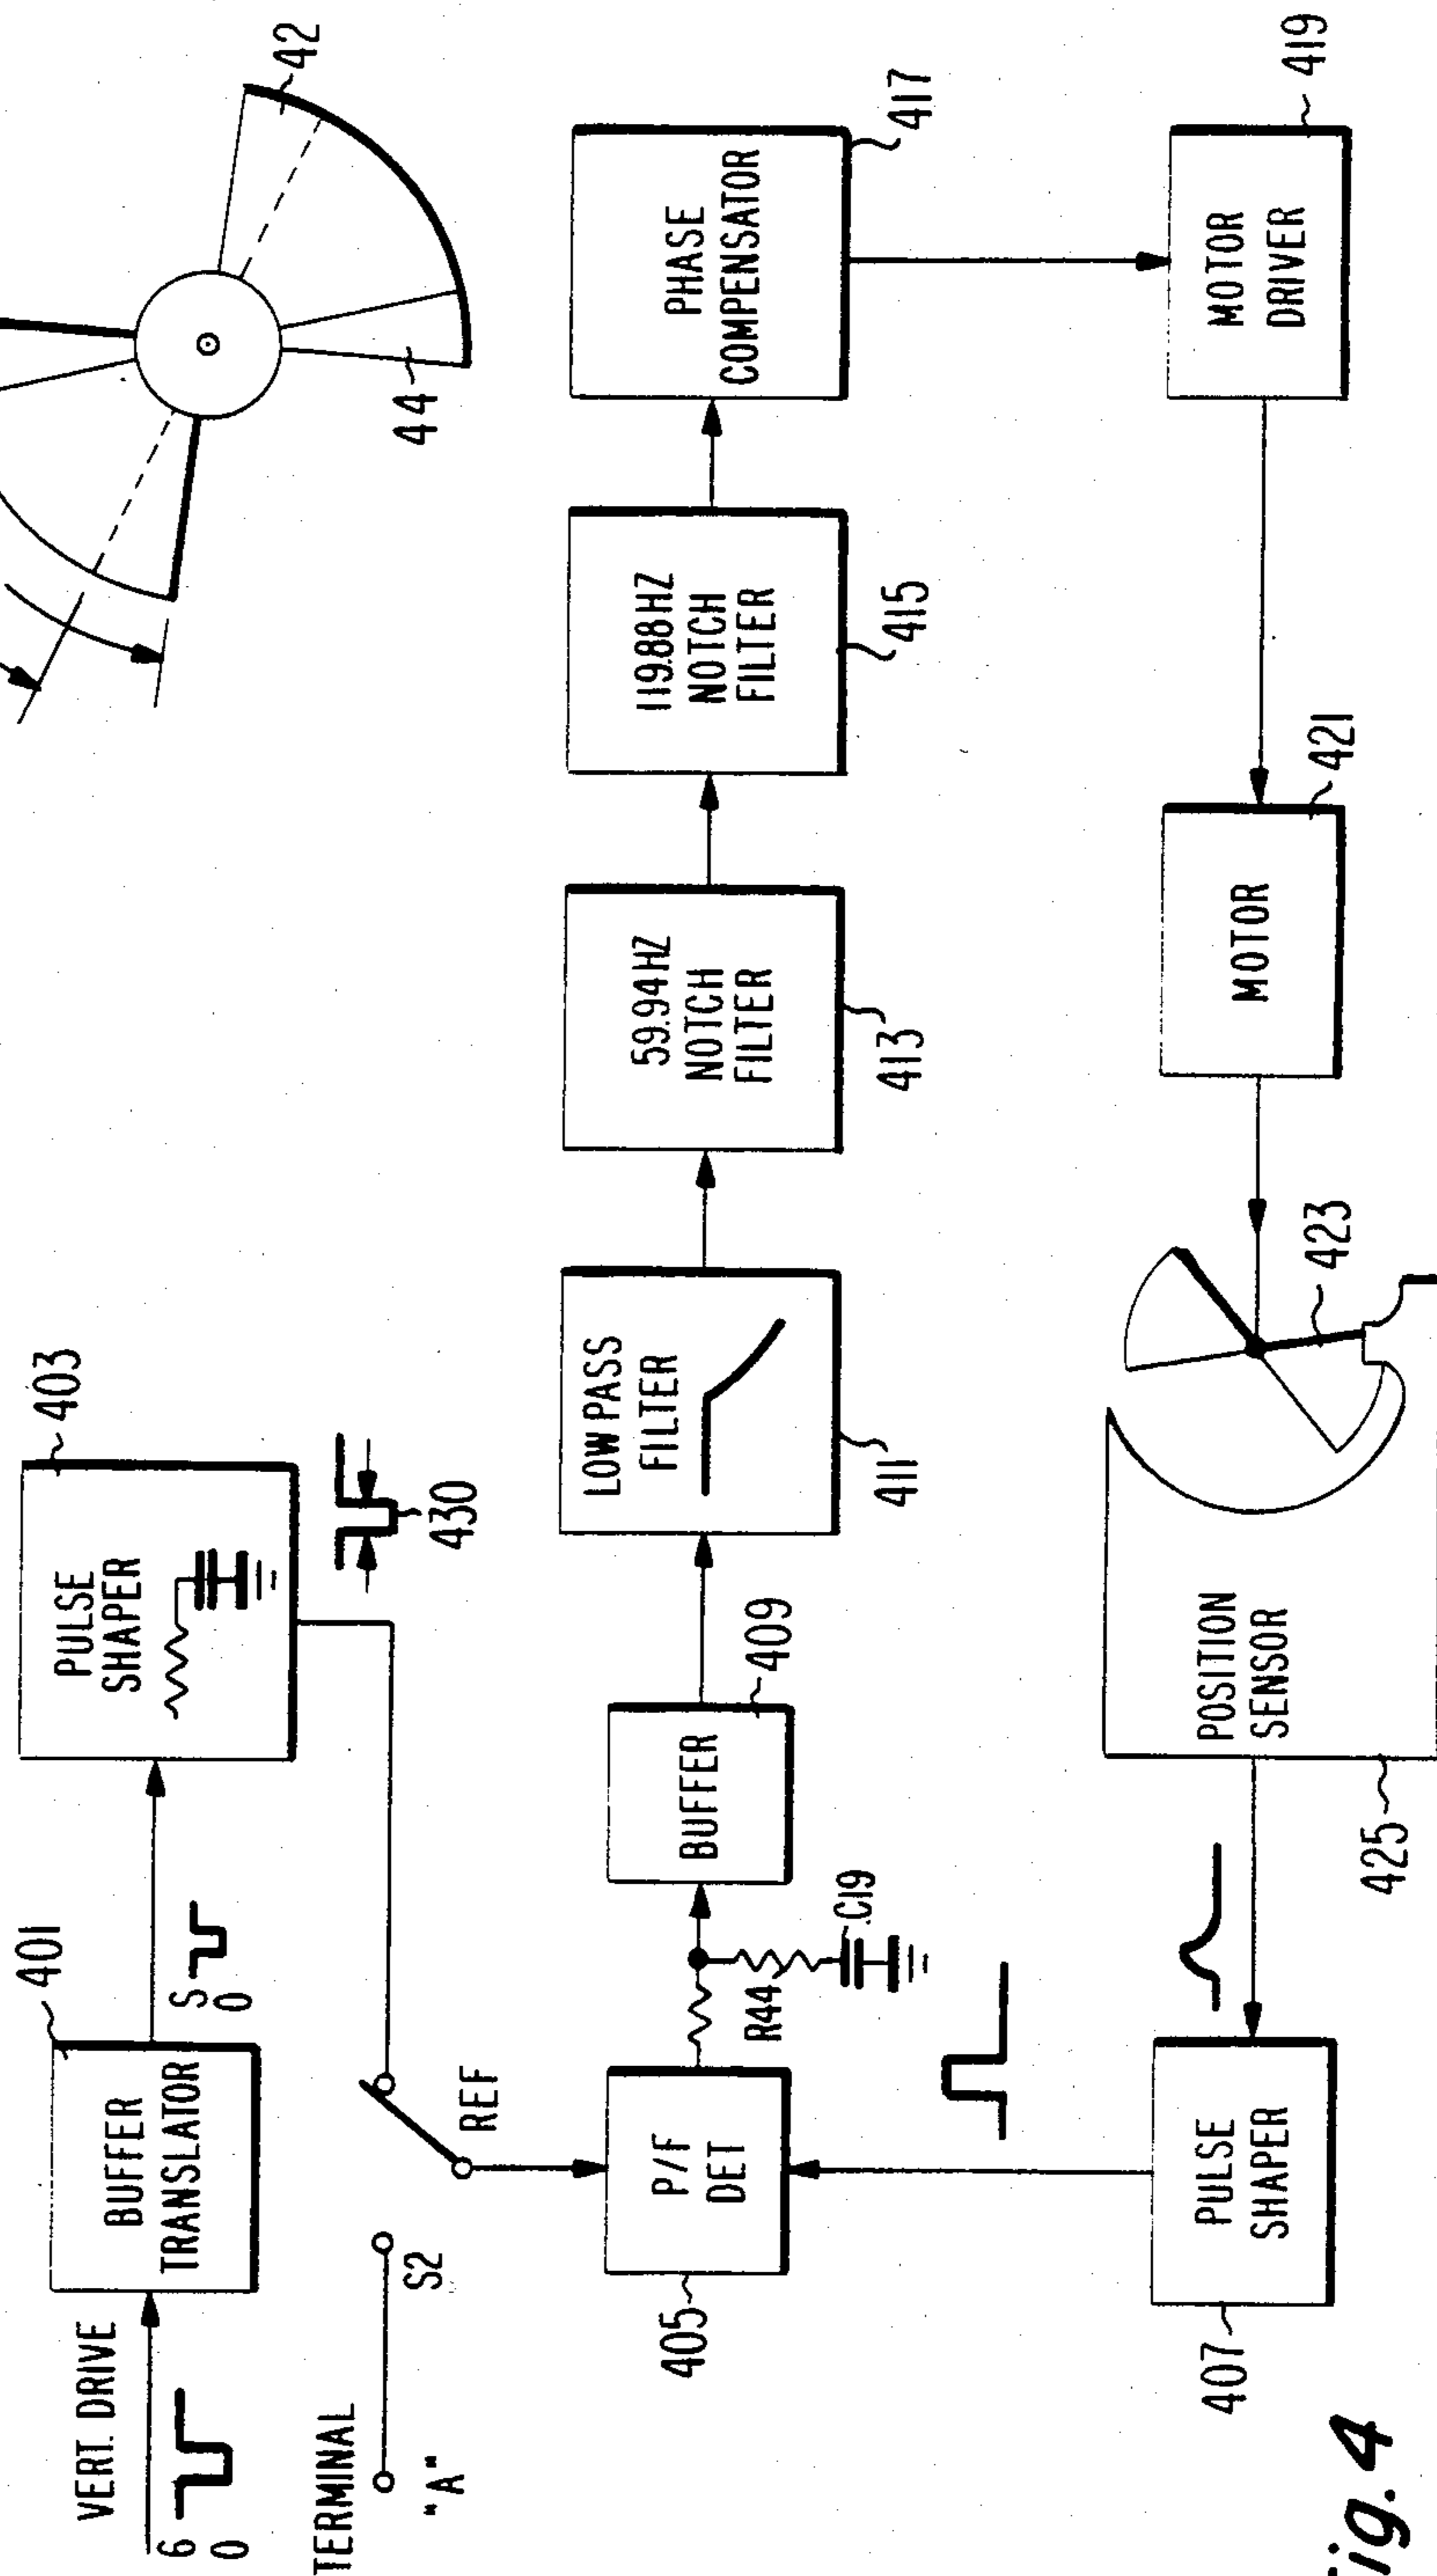 42
44
VERT. DRIVE
6
0
BUFFER
TRANSLATOR
401
S
0
PULSE
SHAPER
403
430
TERMINAL
"A"
S2
REF
P/F
DET
405
R44
C19
BUFFER
409
LOW PASS
FILTER
411
59.94HZ
NOTCH
FILTER
413
119.88HZ
NOTCH
FILTER
415
PHASE
COMPENSATOR
417
PULSE
SHAPER
407
POSITION
SENSOR
425
423
MOTOR
421
MOTOR
DRIVER
419
ig. 4